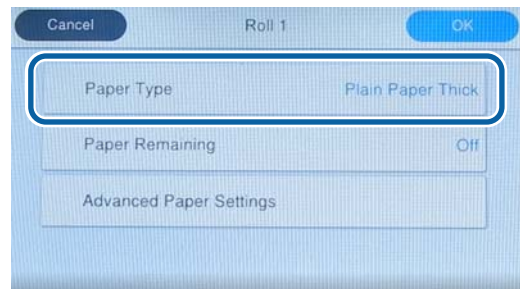 Cancel Roll 1 OK
Paper Type Plain Paper Thick
Paper Remaining Off
Advanced Paper Settings